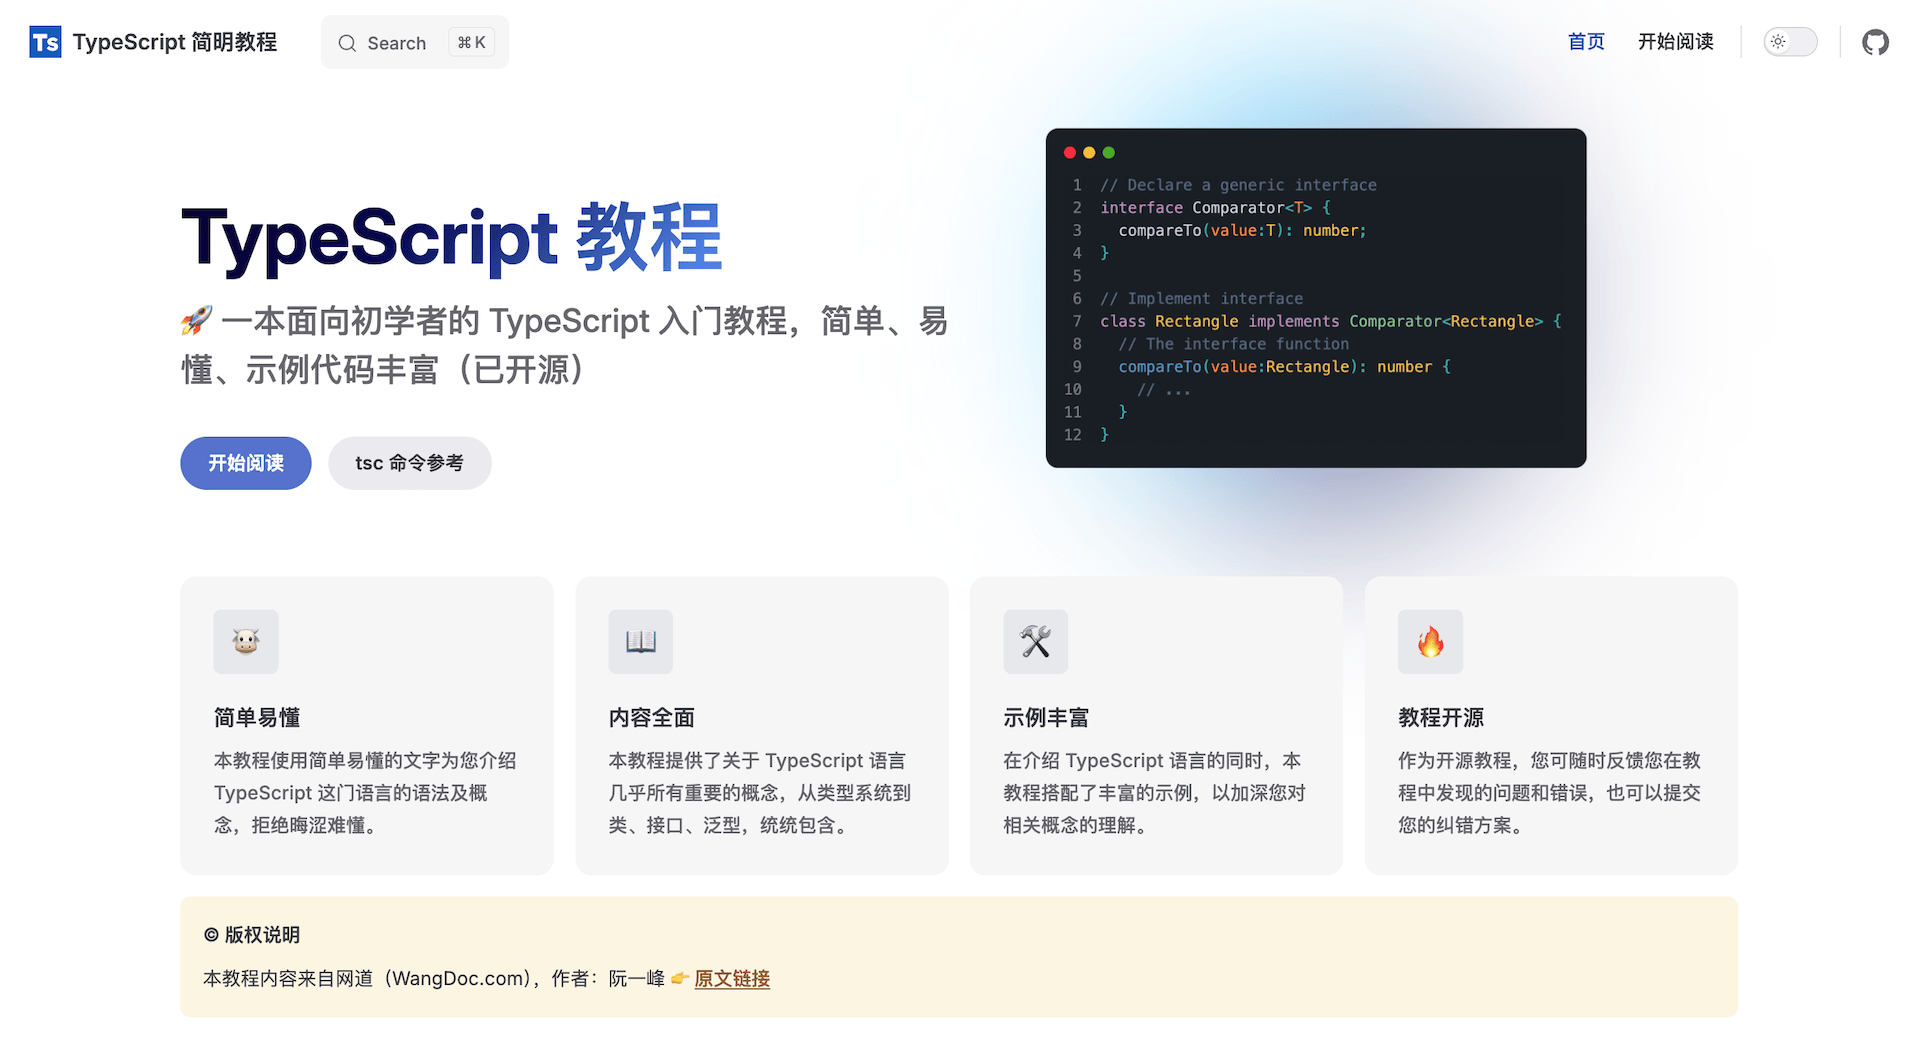 Ts TypeScript 简明教程
Search ⌘ K
首页 开始阅读
TypeScript 教程
🚀 一本面向初学者的 TypeScript 入门教程，简单、易
懂、示例代码丰富（已开源）
开始阅读 tsc 命令参考
1 // Declare a generic interface
2 interface Comparator<T> {
3 compareTo(value:T): number;
4 }
5
6 // Implement interface
7 class Rectangle implements Comparator<Rectangle> {
8 // The interface function
9 compareTo(value:Rectangle): number {
10 // ...
11 }
12 }
简单易懂
本教程使用简单易懂的文字为您介绍
TypeScript 这门语言的语法及概
念，拒绝晦涩难懂。
内容全面
本教程提供了关于 TypeScript 语言
几乎所有重要的概念，从类型系统到
类、接口、泛型，统统包含。
示例丰富
在介绍 TypeScript 语言的同时，本
教程搭配了丰富的示例，以加深您对
相关概念的理解。
教程开源
作为开源教程，您可随时反馈您在教
程中发现的问题和错误，也可以提交
您的纠错方案。
© 版权说明
本教程内容来自网道（WangDoc.com），作者：阮一峰 👉 原文链接